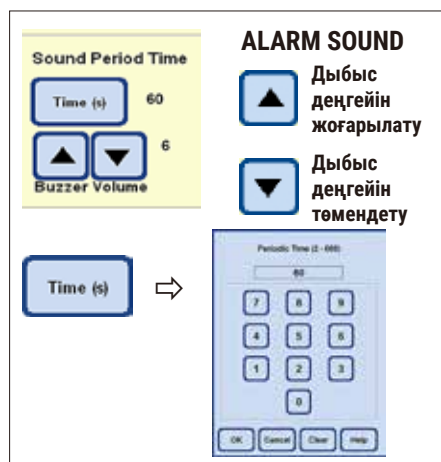 ALARM SOUND
Sound Period Time
Time (s) 60
6
Buzzer Volume
Дыбыс
деңгейін
жоғарылату
Дыбыс
деңгейін
төмендету
Time (s)
Periodic Time (2 - 600)
60
7 8 9
4 5 6
1 2 3
0
OK Cancel Clear Help